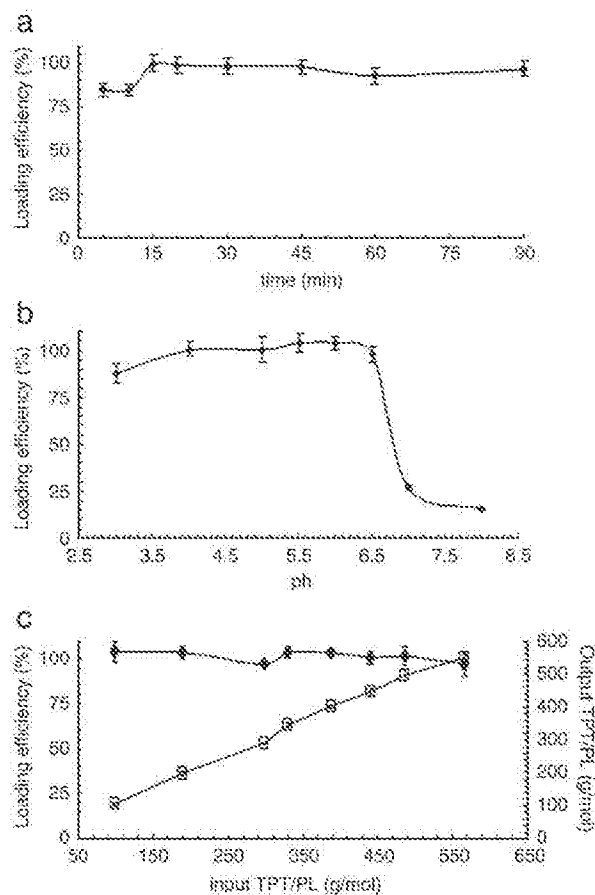 a
Loading efficiency (%)
100
75
50
25
0
0 15 30 45 60 75 90
time (min)
b
Loading efficiency (%)
100
75
50
25
0
2.5 3.5 4.5 5.5 6.5 7.5 8.5
ph
c
Loading efficiency (%)
100
75
50
25
0
600
500
400
300
200
100
0
Output TPT/PL (g/mol)
50 150 250 350 450 550 650
input TPT/PL (g/mol)